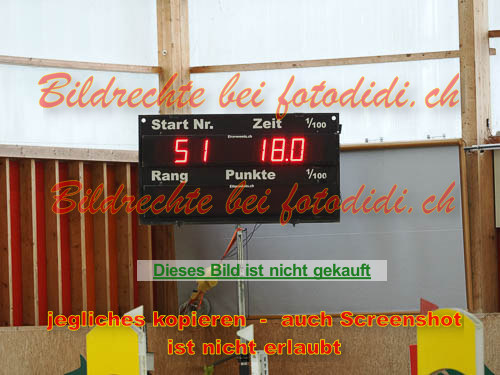 Bildrechte bei fotodidi.ch
Start Nr. Zeit 1/100
51 18.0
Rang Punkte 1/100
Bildrechte bei fotodidi.ch
Dieses Bild ist nicht gekauft
jegliches kopieren - auch Screenshot
ist nicht erlaubt